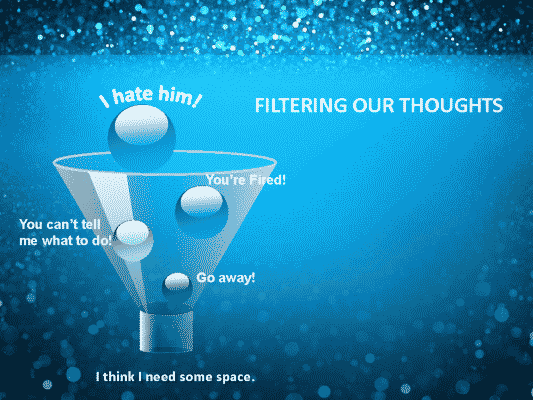 I hate him!
FILTERING OUR THOUGHTS
You're Fired!
You can't tell
me what to do!
Go away!
I think I need some space.